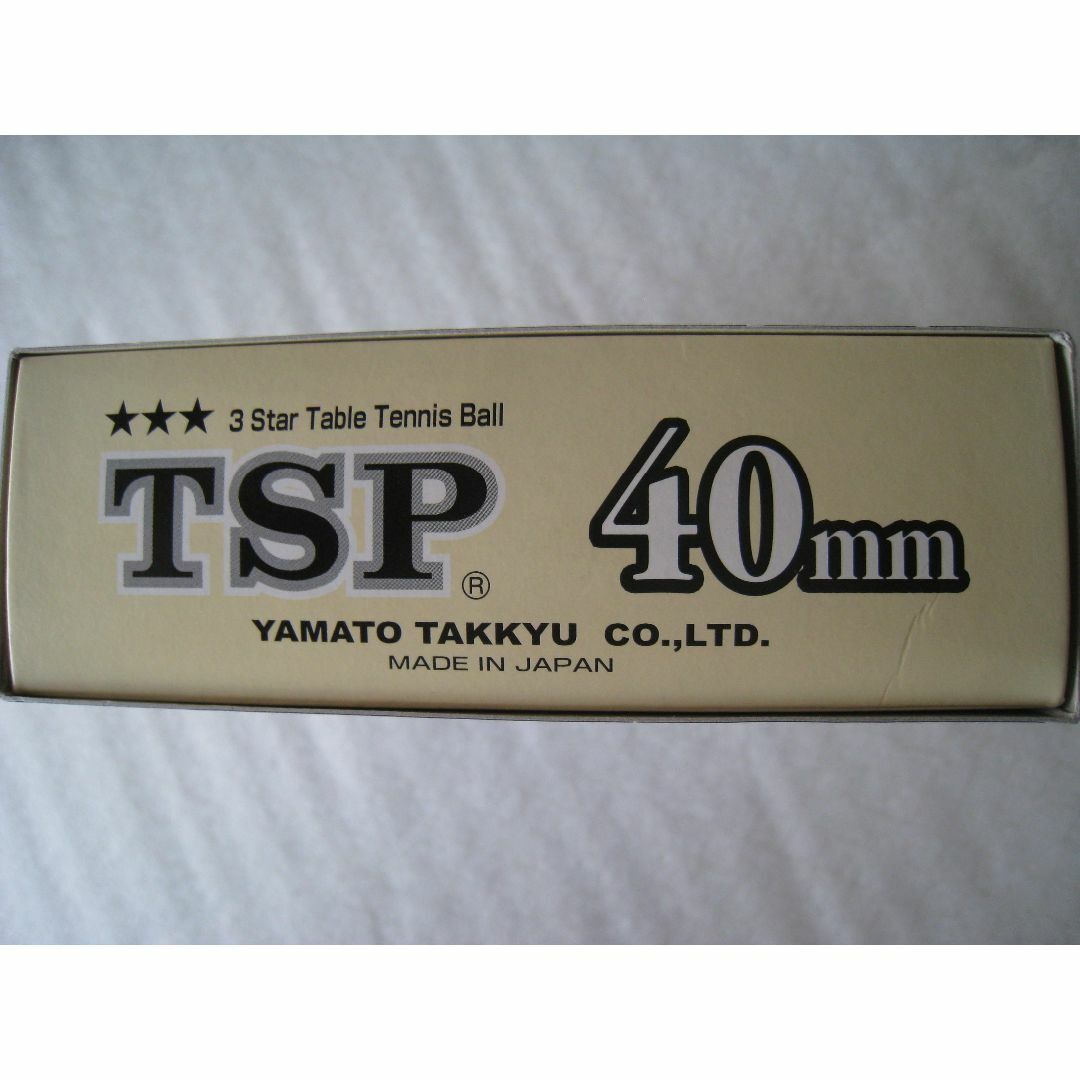 ★★★ 3 Star Table Tennis Ball
TSP® 40mm
YAMATO TAKKYU CO.,LTD.
MADE IN JAPAN